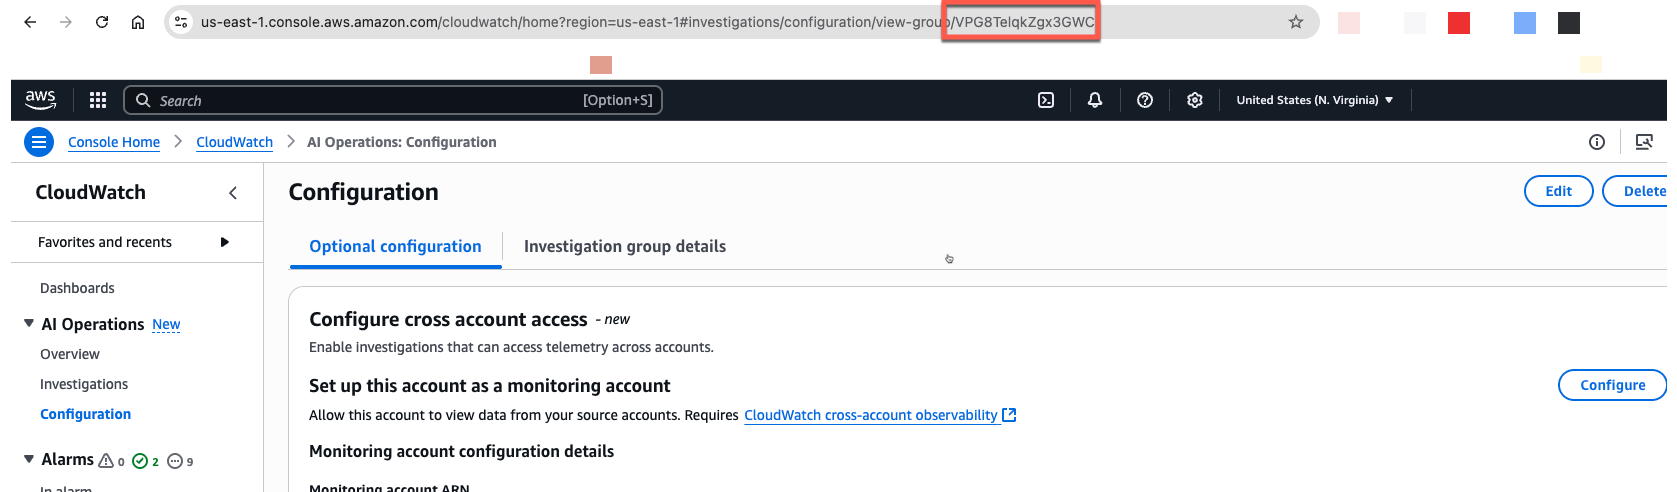 us-east-1.console.aws.amazon.com/cloudwatch/home?region=us-east-1#investigations/configuration/view-group/VPG8TelqkZgx3GWC
aws
Search [Option+S]
United States (N. Virginia)
Console Home > CloudWatch > AI Operations: Configuration
CloudWatch
Favorites and recents
Dashboards
AI Operations New
Overview
Investigations
Configuration
Alarms 0 2 9
In alarm
Configuration
Edit
Delete
Optional configuration
Investigation group details
Configure cross account access - new
Enable investigations that can access telemetry across accounts.
Set up this account as a monitoring account
Configure
Allow this account to view data from your source accounts. Requires CloudWatch cross-account observability
Monitoring account configuration details
Monitoring account ARN